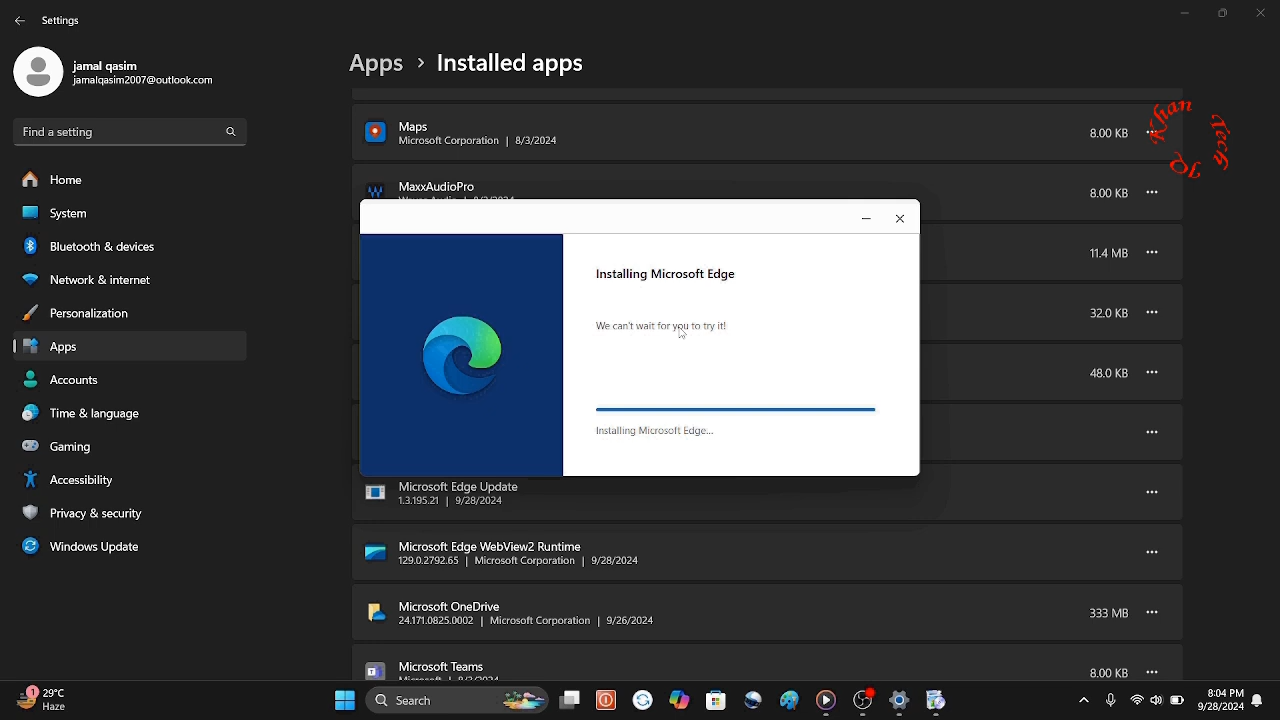 Settings
jamal qasim
jamalqasim2007@outlook.com
Find a setting
Home
System
Bluetooth & devices
Network & internet
Personalization
Apps
Accounts
Time & language
Gaming
Accessibility
Privacy & security
Windows Update
Apps > Installed apps
Maps
Microsoft Corporation | 8/3/2024
8.00 KB
Khan Tech JQ
MaxxAudioPro
8.00 KB
11.4 MB
32.0 KB
48.0 KB
Installing Microsoft Edge
We can't wait for you to try it!
Installing Microsoft Edge...
Microsoft Edge Update
1.3.195.21 | 9/28/2024
Microsoft Edge WebView2 Runtime
129.0.2792.65 | Microsoft Corporation | 9/28/2024
Microsoft OneDrive
24.171.0825.0002 | Microsoft Corporation | 9/26/2024
333 MB
Microsoft Teams
8.00 KB
1
29°C
Haze
Search
8:04 PM
9/28/2024